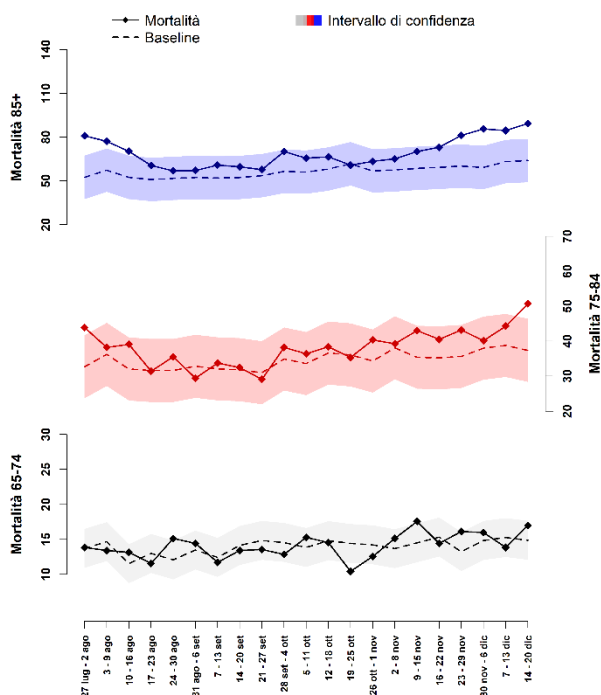 Mortalità
Baseline
Intervallo di confidenza
Mortalità 85+
140
110
80
50
20
Mortalità 75-84
70
60
50
40
30
20
Mortalità 65-74
30
25
20
15
10
27 lug - 2 ago
3 - 9 ago
10 - 16 ago
17 - 23 ago
24 - 30 ago
31 ago - 6 set
7 - 13 set
14 - 20 set
21 - 27 set
28 set - 4 ott
5 - 11 ott
12 - 18 ott
19 - 25 ott
26 ott - 1 nov
2 - 8 nov
9 - 15 nov
16 - 22 nov
23 - 29 nov
30 nov - 6 dic
7 - 13 dic
14 - 20 dic